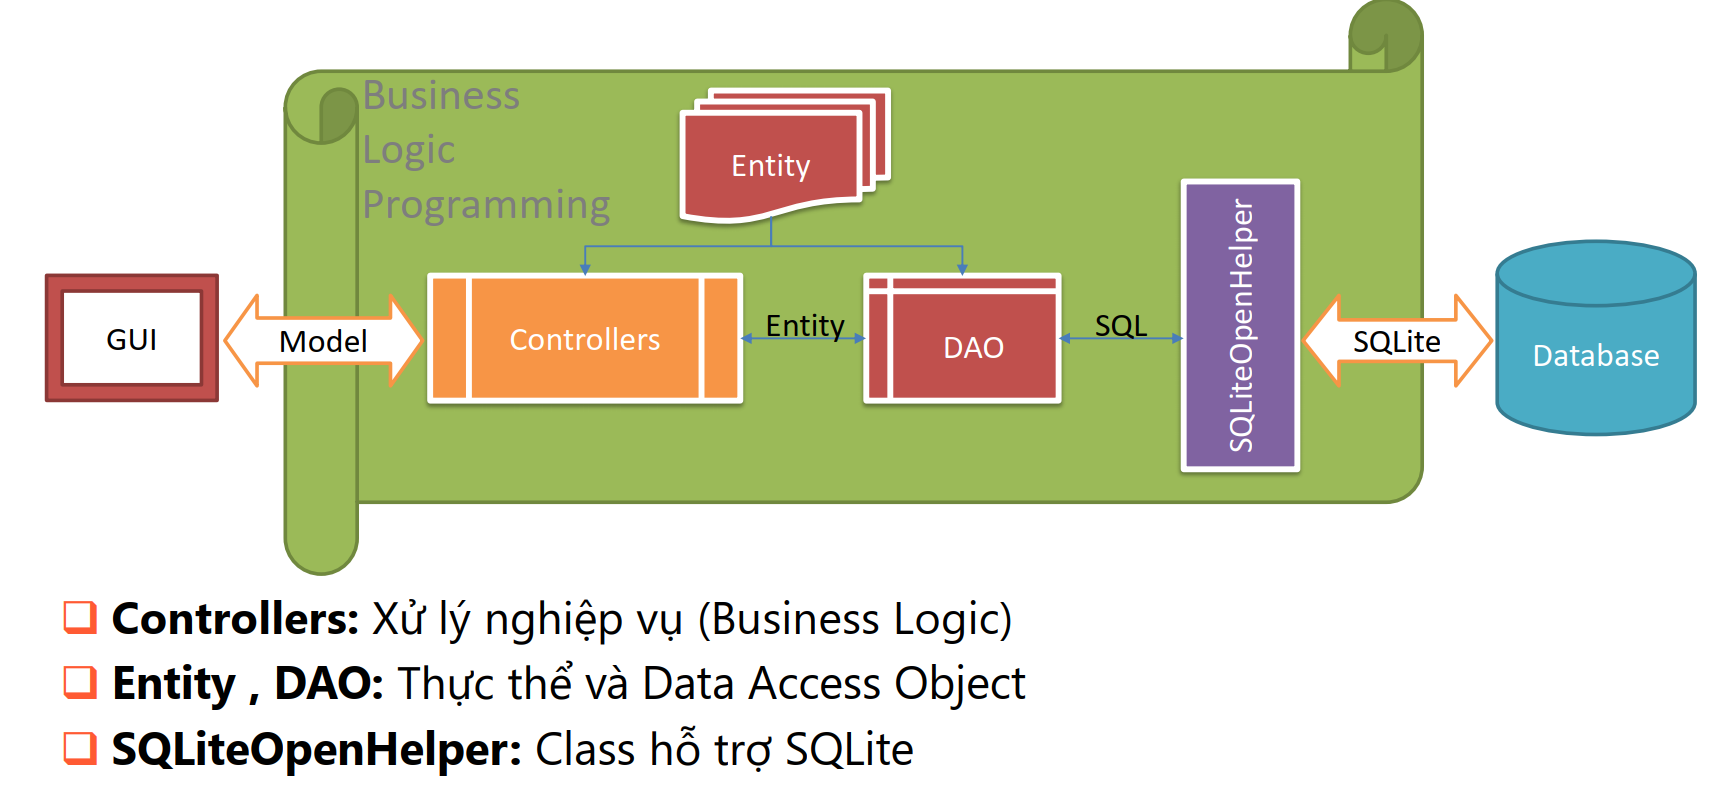 Business
Logic
Programming
Entity
GUI
Model
Controllers
Entity
DAO
SQL
SQLiteOpenHelper
SQLite
Database
Controllers: Xử lý nghiệp vụ (Business Logic)
Entity , DAO: Thực thể và Data Access Object
SQLiteOpenHelper: Class hỗ trợ SQLite